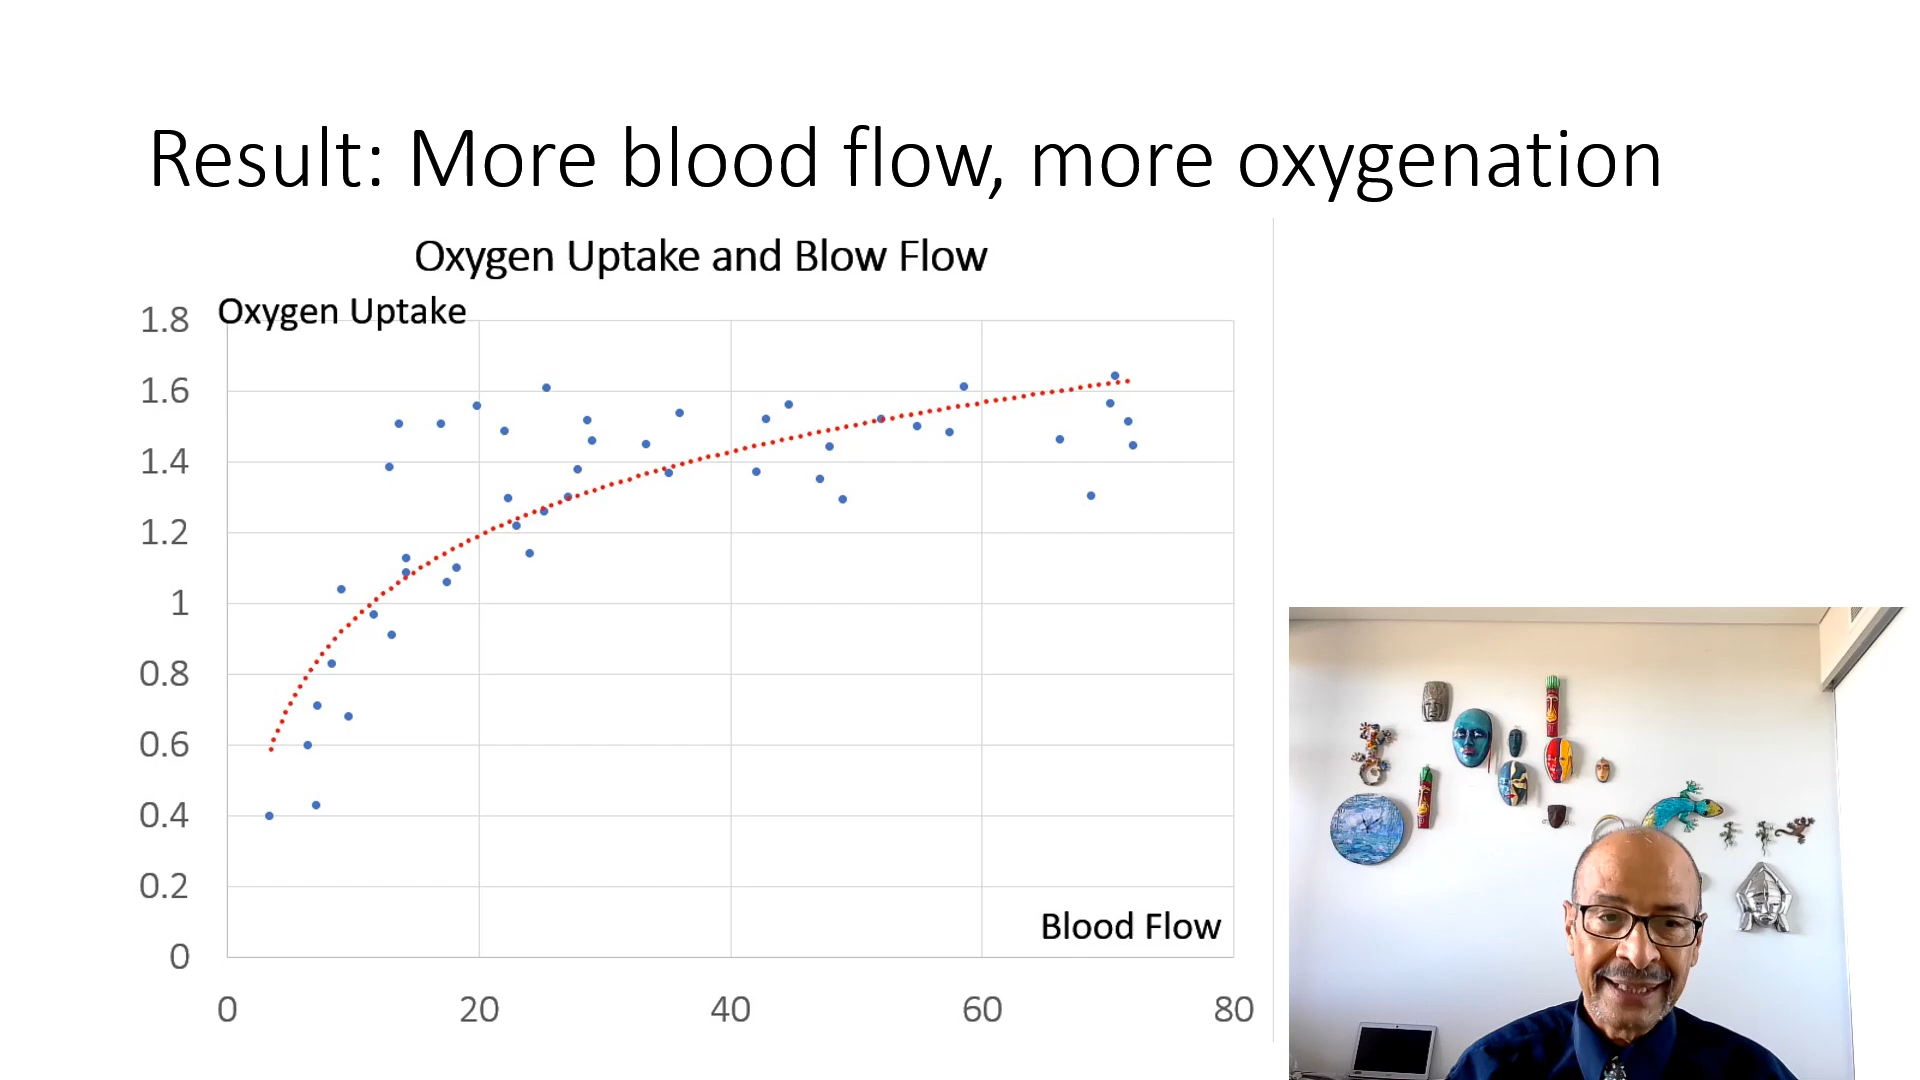 Result: More blood flow, more oxygenation
Oxygen Uptake and Blow Flow
Oxygen Uptake
1.8
1.6
1.4
1.2
1
0.8
0.6
0.4
0.2
0
Blood Flow
0 20 40 60 80